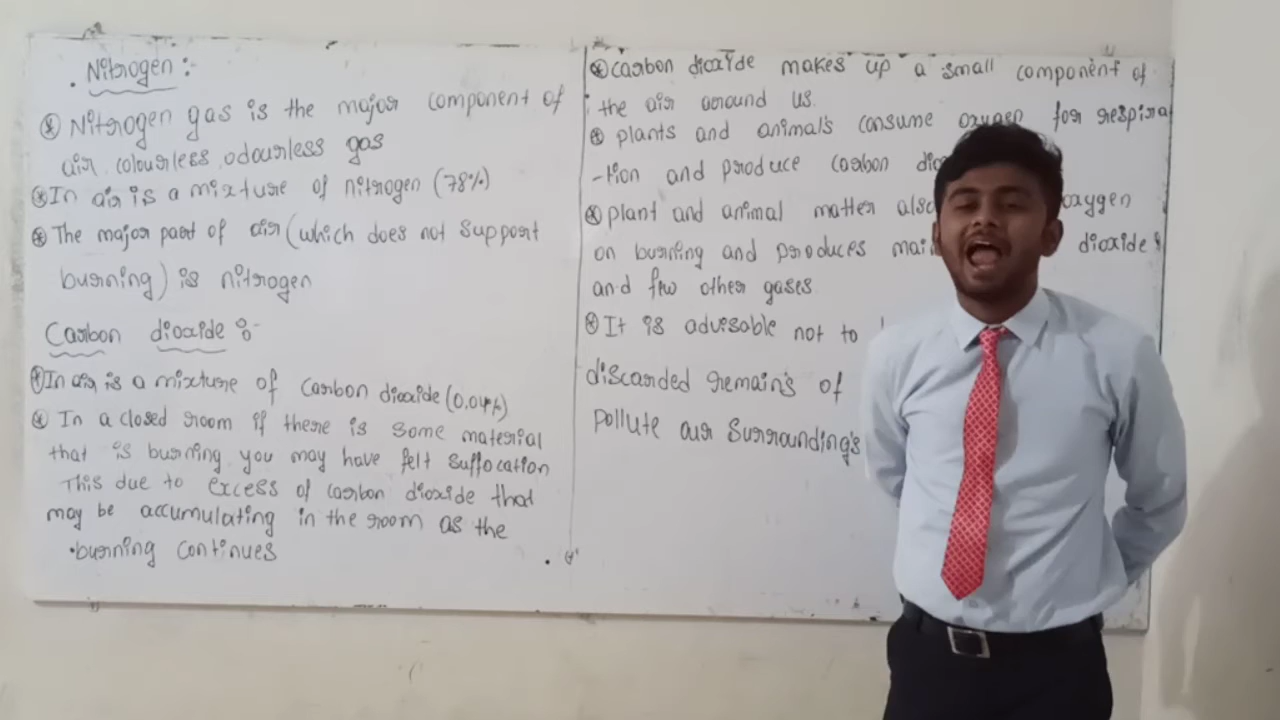 Nitrogen :-
Nitrogen gas is the major component of
air. colourless, odourless gas
In air is a mixture of nitrogen (78%)
The major part of air (which does not support
burning) is nitrogen
Carbon dioxide :-
In air is a mixture of Carbon dioxide (0.04%)
In a closed room if there is some material
that is burning you may have felt suffocation
This due to excess of carbon dioxide that
may be accumulating in the room as the
burning continues
carbon dioxide makes up a small component of
the air around us.
plants and animal's consume oxygen for respira
-tion and produce carbon
plant and animal matter also oxygen
on burning and produces dioxide
and few other gases.
It is advisable not to
discarded remain's of
pollute our surrounding's